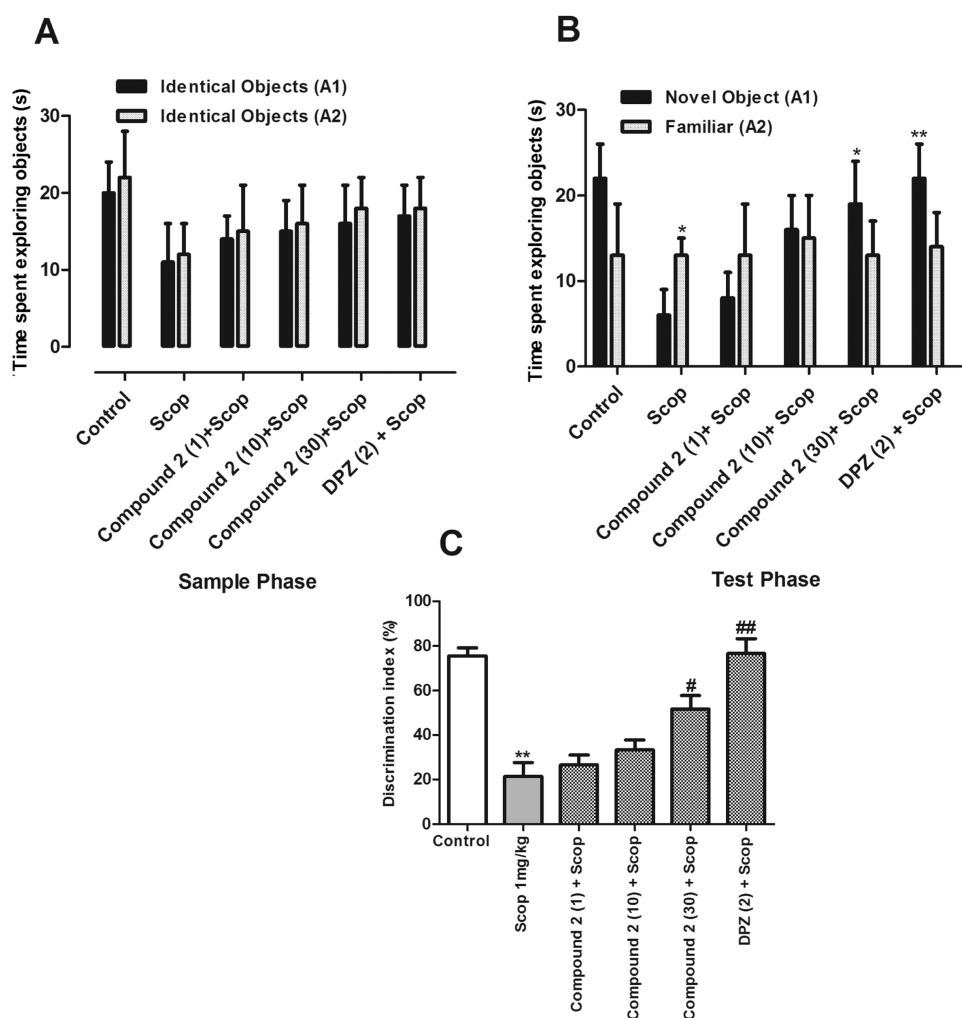 A
Identical Objects (A1)
Identical Objects (A2)
Time spent exploring objects (s)
30
20
10
0
Control
Scop
Compound 2 (1)+Scop
Compound 2 (10)+Scop
Compound 2 (30)+Scop
DPZ (2) + Scop
Sample Phase
B
Novel Object (A1)
Familiar (A2)
Time spent exploring objects (s)
30
20
10
0
*
*
**
Control
Scop
Compound 2 (1)+ Scop
Compound 2 (10)+ Scop
Compound 2 (30)+ Scop
DPZ (2) + Scop
Test Phase
C
Discrimination index (%)
100
80
60
40
20
0
**
#
##
Control
Scop 1mg/kg
Compound 2 (1) + Scop
Compound 2 (10) + Scop
Compound 2 (30) + Scop
DPZ (2) + Scop